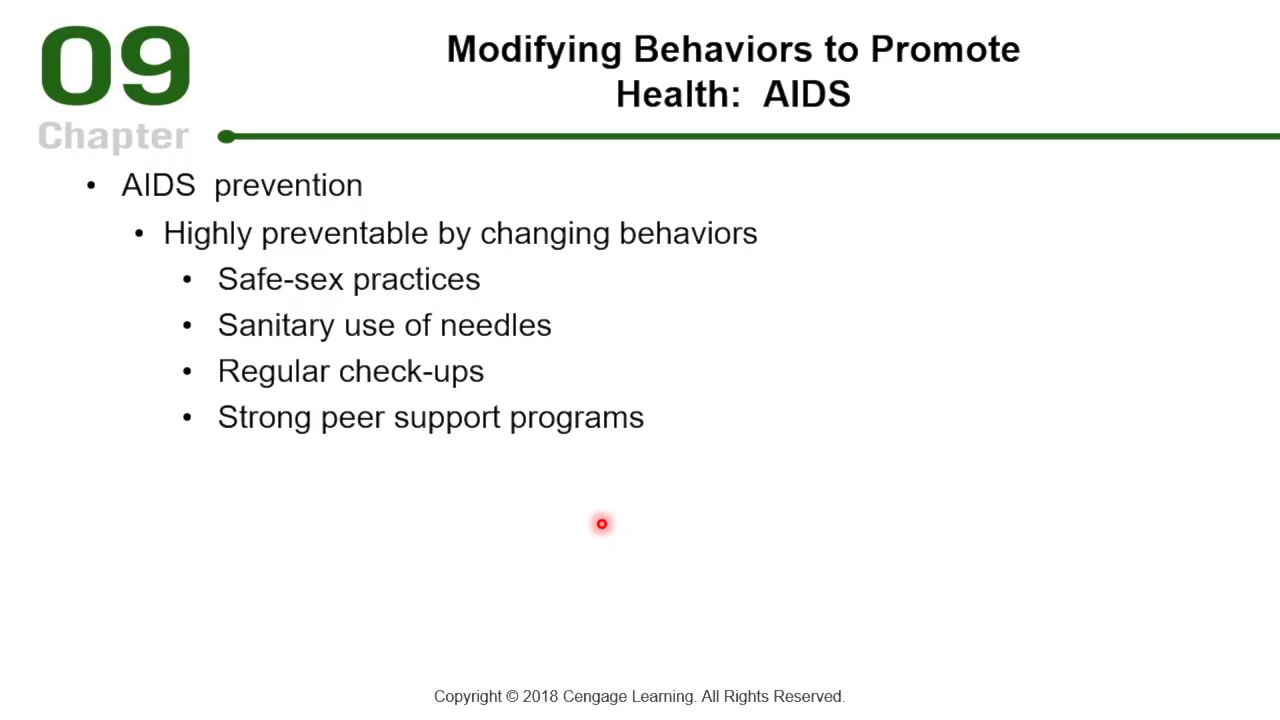 09
Chapter
Modifying Behaviors to Promote
Health:  AIDS
• AIDS  prevention
• Highly preventable by changing behaviors
• Safe-sex practices
• Sanitary use of needles
• Regular check-ups
• Strong peer support programs
Copyright © 2018 Cengage Learning. All Rights Reserved.